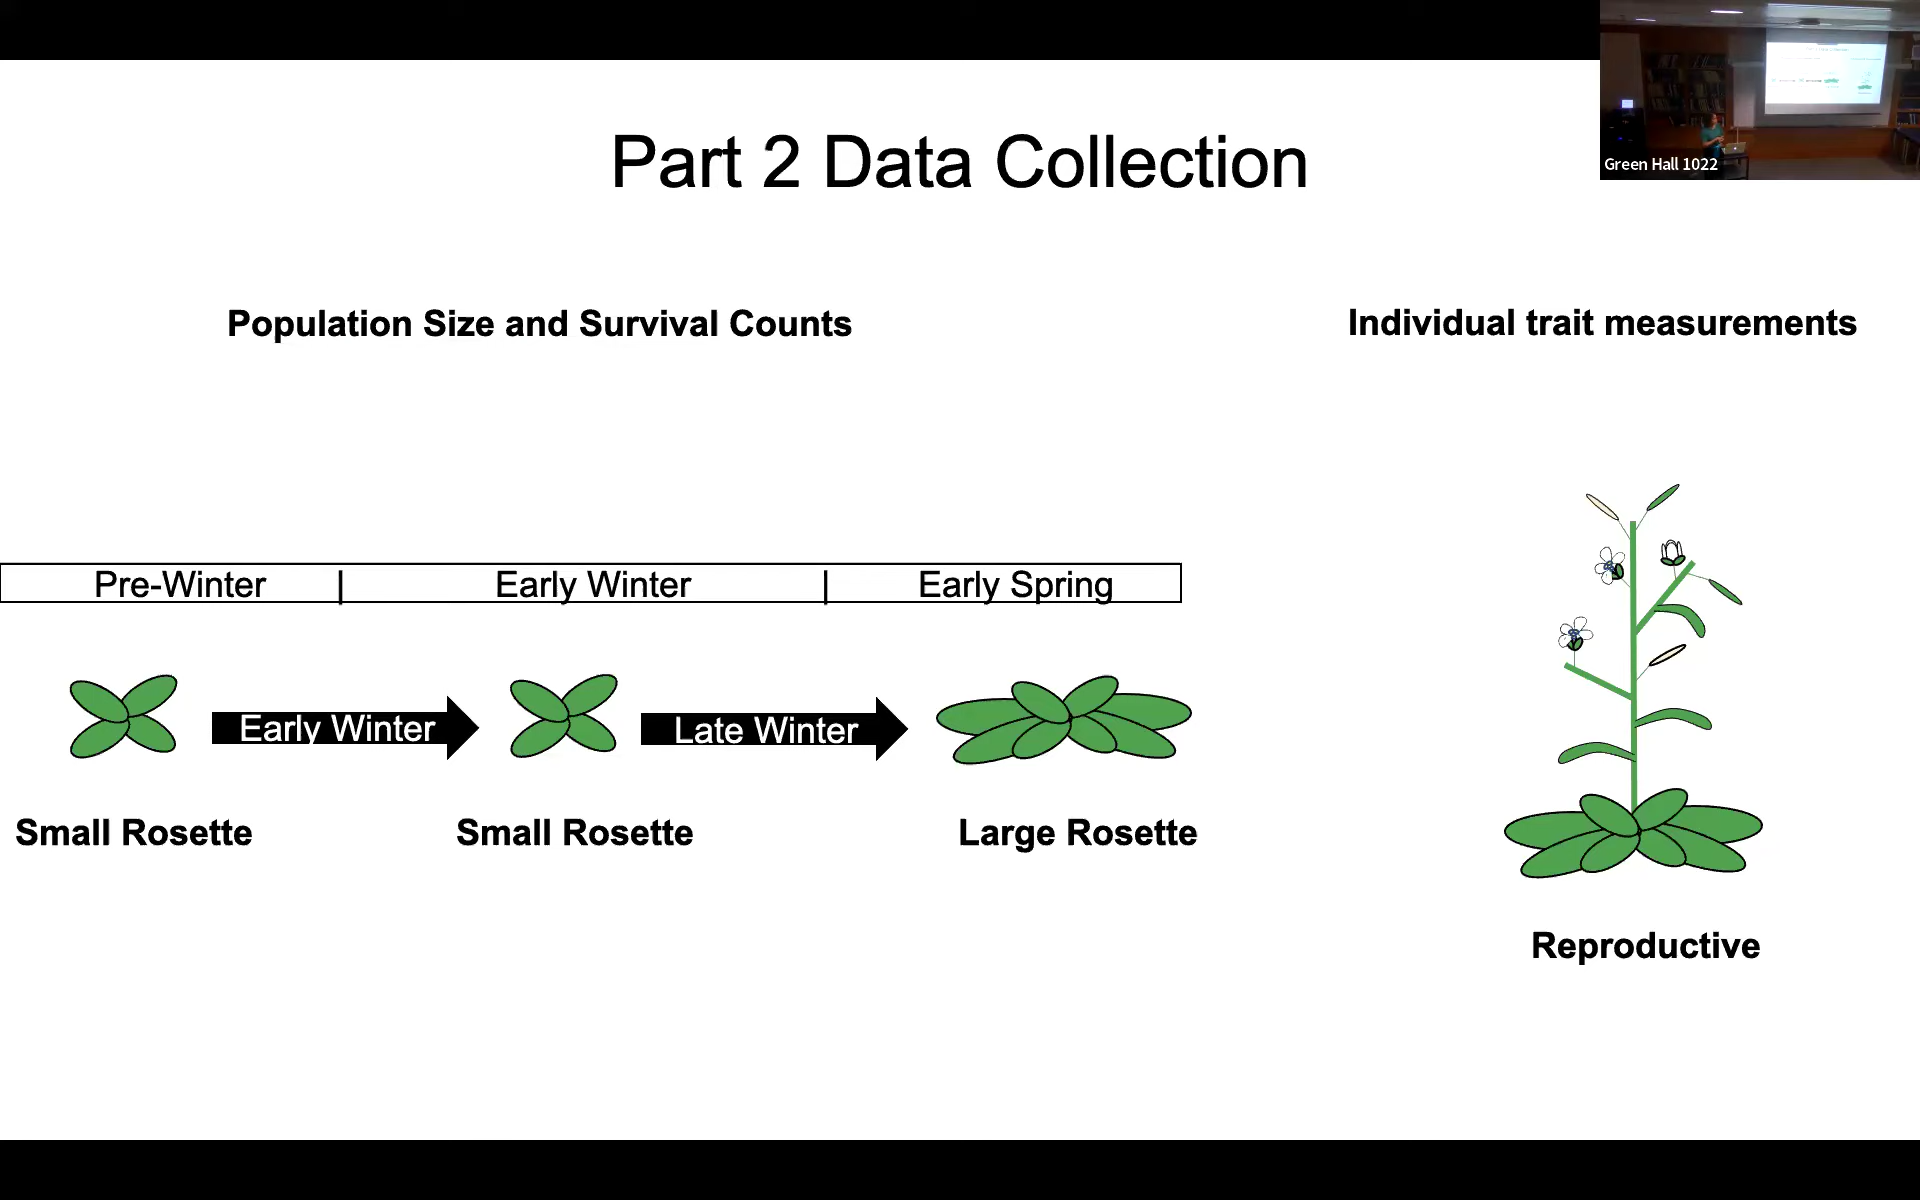 Green Hall 1022
Part 2 Data Collection
Population Size and Survival Counts
Individual trait measurements
Pre-Winter | Early Winter | Early Spring
Early Winter
Late Winter
Small Rosette
Small Rosette
Large Rosette
Reproductive